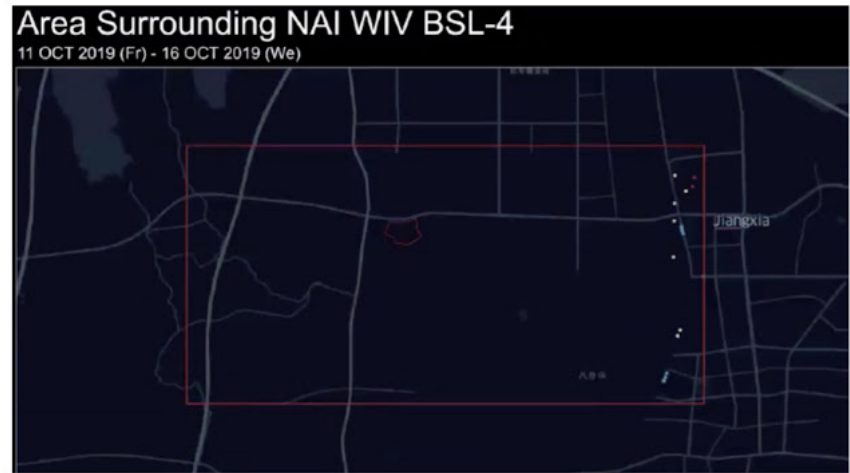 Area Surrounding NAI WIV BSL-4
11 OCT 2019 (Fr) - 16 OCT 2019 (We)
Jiangxia